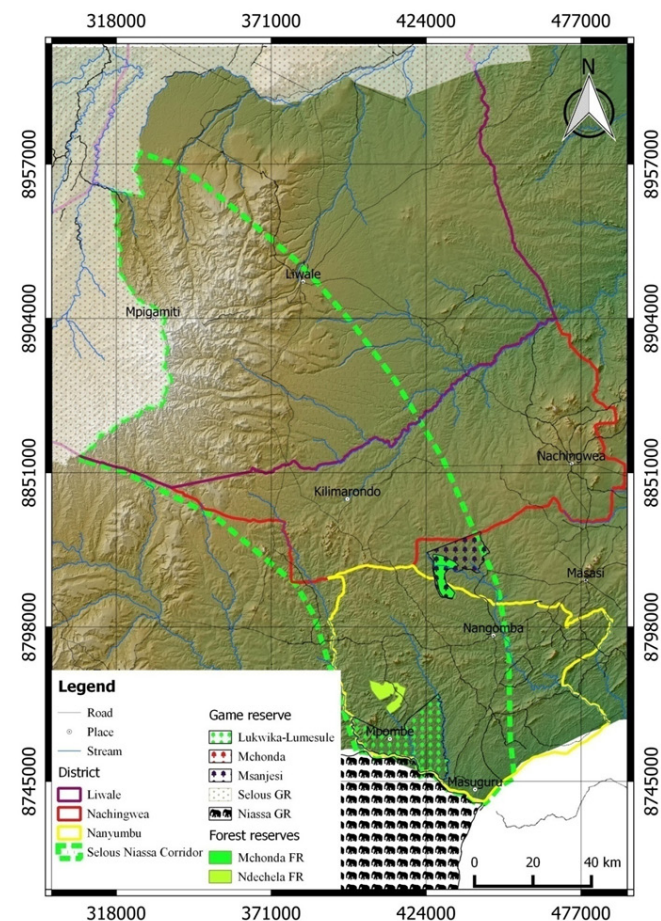 318000 371000 424000 477000
N
8957000
Liwale
Mpigamiti
8904000
Nachingwea
8851000
Kilimarondo
Masasi
8798000
Nangomba
Legend
Road
Place
Stream
District
Liwale
Nachingwea
Nanyumbu
Selous Niassa Corridor
Game reserve
Lukwika-Lumesule
Mchonda
Msanjesi
Selous GR
Niassa GR
Forest reserves
Mchonda FR
Ndechela FR
Mpombe
Masuguru
8745000
0 20 40 km
318000 371000 424000 477000
8957000
8904000
8851000
8798000
8745000